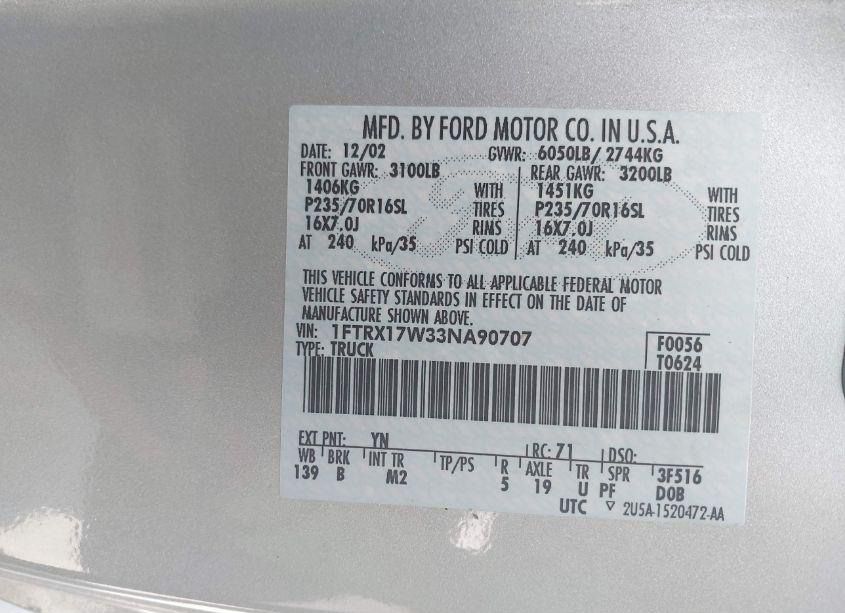 MFD. BY FORD MOTOR CO. IN U.S.A.
DATE: 12/02 GVWR: 6050LB/ 2744KG
FRONT GAWR: 3100LB REAR GAWR: 3200LB
1406KG WITH 1451KG WITH
P235/70R16SL TIRES P235/70R16SL TIRES
16X7.0J RIMS 16X7.0J RIMS
AT 240 kPa/35 PSI COLD AT 240 kPa/35 PSI COLD
THIS VEHICLE CONFORMS TO ALL APPLICABLE FEDERAL MOTOR
VEHICLE SAFETY STANDARDS IN EFFECT ON THE DATE OF
MANUFACTURE SHOWN ABOVE.
VIN: 1FTRX17W33NA90707 F0056
TYPE: TRUCK T0624
EXT PNT: YN RC: 71 DSO:
WB BRK INT TR TP/PS R AXLE TR SPR 3F516
139 B M2 5 19 U PF DOB
UTC ▽ 2U5A-1520472-AA